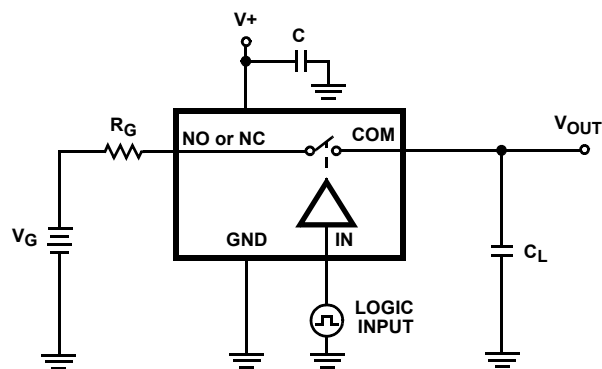 V+
C
RG
NO or NC
COM
VOUT
VG
GND
IN
CL
LOGIC
INPUT